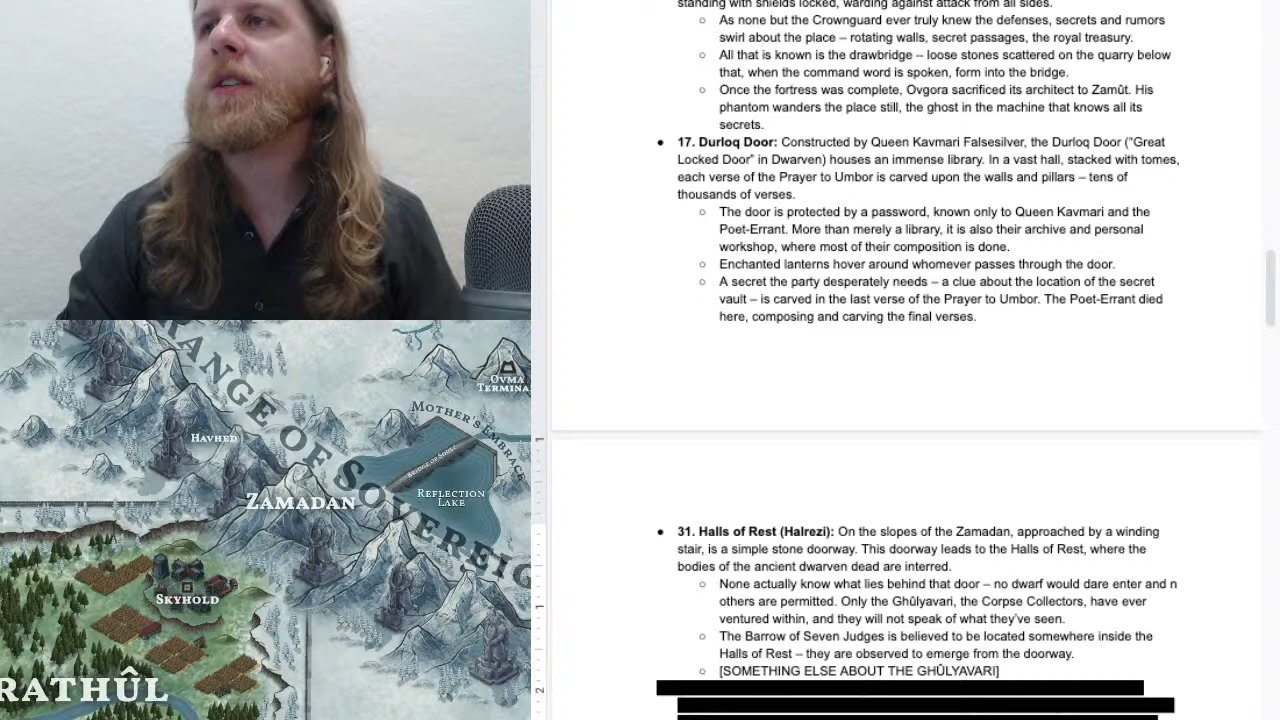 standing with shields locked, warding against attack from all sides.
○ As none but the Crownguard ever truly knew the defenses, secrets and rumors
swirl about the place – rotating walls, secret passages, the royal treasury.
○ All that is known is the drawbridge – loose stones scattered on the quarry below
that, when the command word is spoken, form into the bridge.
○ Once the fortress was complete, Ovgora sacrificed its architect to Zamût. His
phantom wanders the place still, the ghost in the machine that knows all its
secrets.
● 17. Durloq Door: Constructed by Queen Kavmari Falsesilver, the Durloq Door ("Great
Locked Door" in Dwarven) houses an immense library. In a vast hall, stacked with tomes,
each verse of the Prayer to Umbor is carved upon the walls and pillars – tens of
thousands of verses.
○ The door is protected by a password, known only to Queen Kavmari and the
Poet-Errant. More than merely a library, it is also their archive and personal
workshop, where most of their composition is done.
○ Enchanted lanterns hover around whomever passes through the door.
○ A secret the party desperately needs – a clue about the location of the secret
vault – is carved in the last verse of the Prayer to Umbor. The Poet-Errant died
here, composing and carving the final verses.
● 31. Halls of Rest (Halrezi): On the slopes of the Zamadan, approached by a winding
stair, is a simple stone doorway. This doorway leads to the Halls of Rest, where the
bodies of the ancient dwarven dead are interred.
○ None actually know what lies behind that door – no dwarf would dare enter and n
others are permitted. Only the Ghûlyavari, the Corpse Collectors, have ever
ventured within, and they will not speak of what they've seen.
○ The Barrow of Seven Judges is believed to be located somewhere inside the
Halls of Rest – they are observed to emerge from the doorway.
○ [SOMETHING ELSE ABOUT THE GHÛLYAVARI]
RANGE OF SOVEREIG
OVMA
TERMINA
MOTHER'S EMBRACE
HAVHED
BRIDGE OF SOULS
ZAMADAN
REFLECTION
LAKE
SKYHOLD
RATHÛL
1
1
2